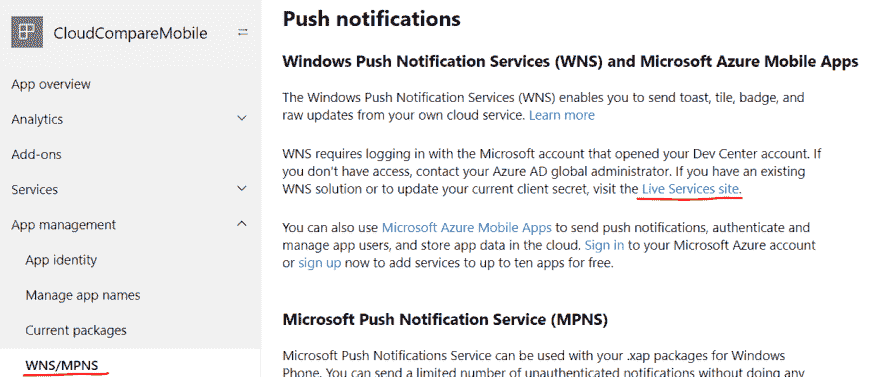 CloudCompareMobile
App overview
Analytics
Add-ons
Services
App management
App identity
Manage app names
Current packages
WNS/MPNS
Push notifications
Windows Push Notification Services (WNS) and Microsoft Azure Mobile Apps
The Windows Push Notification Services (WNS) enables you to send toast, tile, badge, and
raw updates from your own cloud service. Learn more
WNS requires logging in with the Microsoft account that opened your Dev Center account. If
you don't have access, contact your Azure AD global administrator. If you have an existing
WNS solution or to update your current client secret, visit the Live Services site.
You can also use Microsoft Azure Mobile Apps to send push notifications, authenticate and
manage app users, and store app data in the cloud. Sign in to your Microsoft Azure account
or sign up now to add services to up to ten apps for free.
Microsoft Push Notification Service (MPNS)
Microsoft Push Notifications Service can be used with your .xap packages for Windows
Phone. You can send a limited number of unauthenticated notifications without doing any